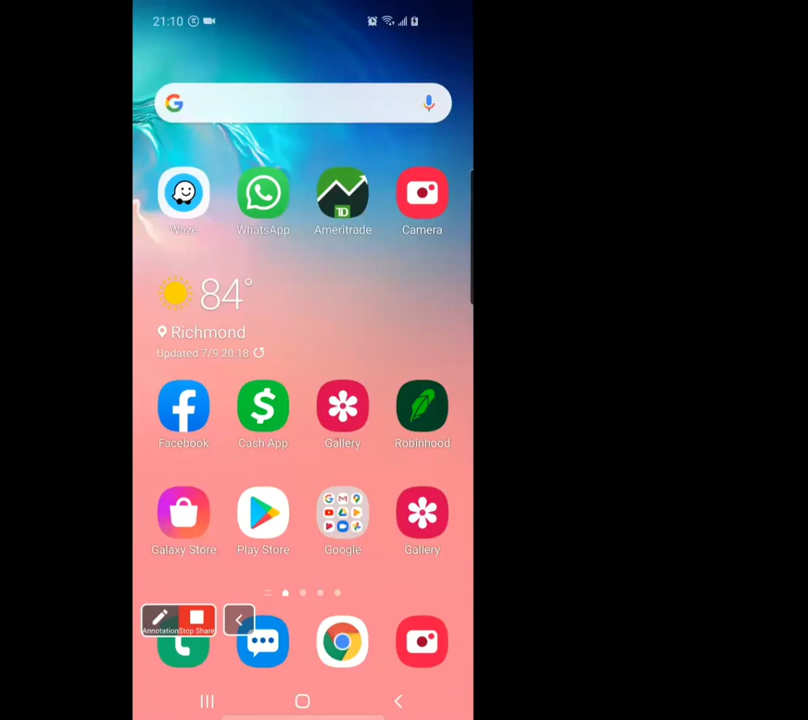 21:10
Waze WhatsApp Ameritrade Camera
TD
84°
Richmond
Updated 7/9 20:18
Facebook Cash App Gallery Robinhood
Galaxy Store Play Store Google Gallery
Annotation Stop Share